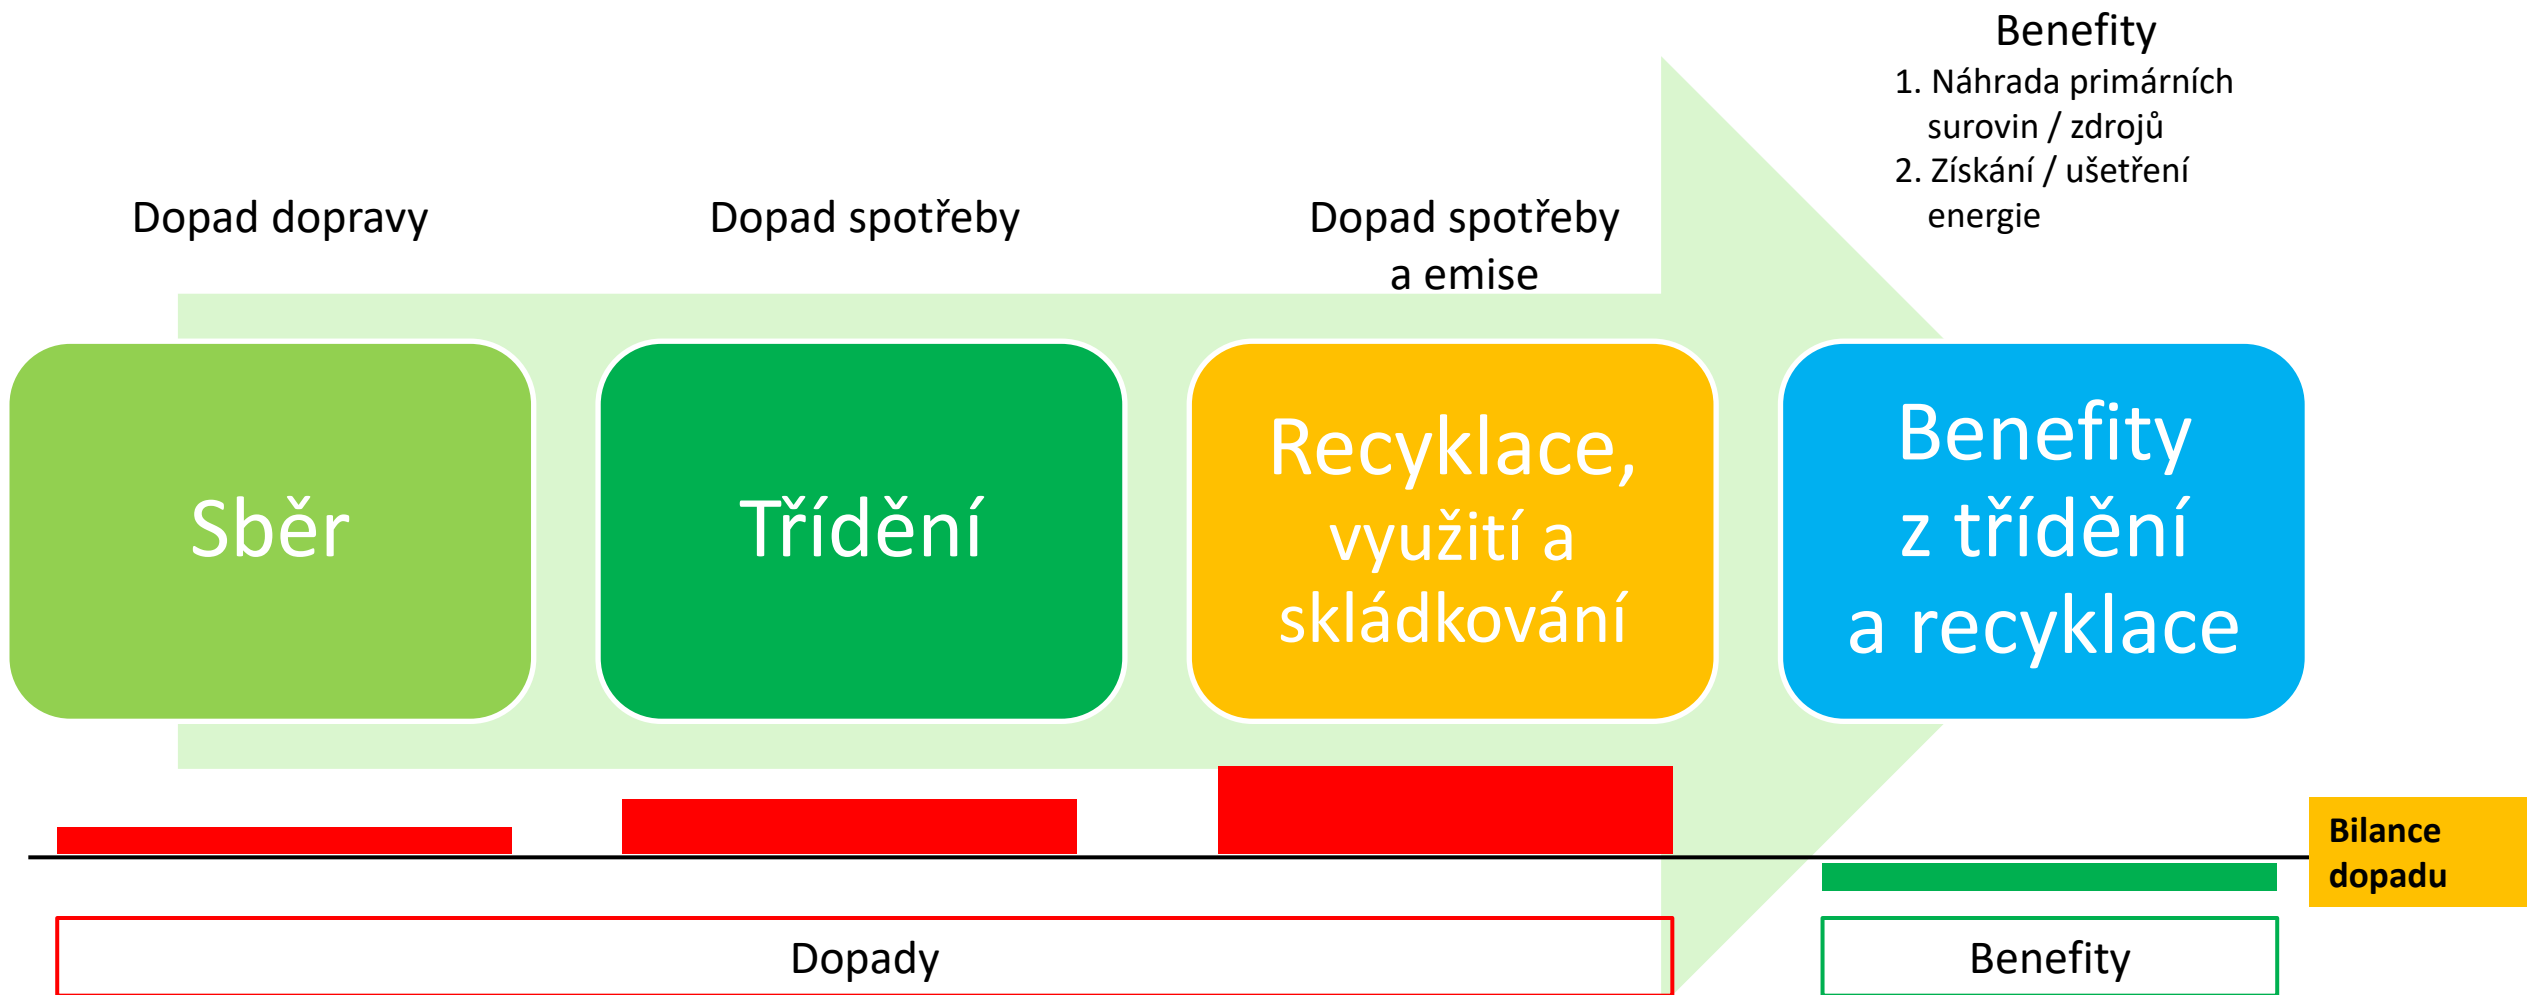 Benefity
1. Náhrada primárních
surovin / zdrojů
2. Získání / ušetření
energie
Dopad dopravy
Dopad spotřeby
Dopad spotřeby
a emise
Sběr
Třídění
Recyklace,
využití a
skládkování
Benefity
z třídění
a recyklace
Bilance
dopadu
Dopady
Benefity